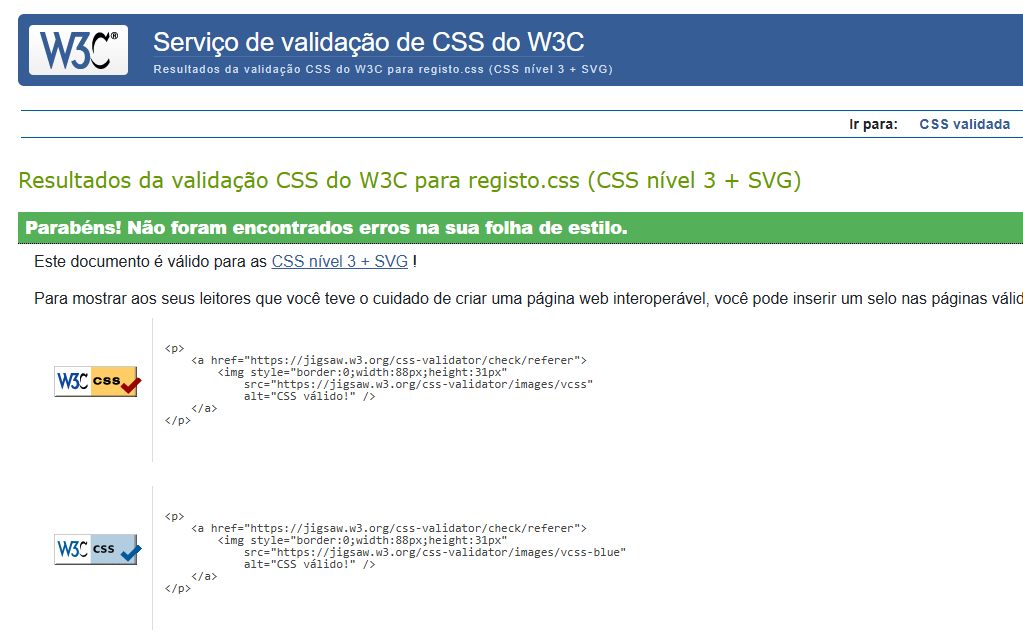 W3C®
Serviço de validação de CSS do W3C
Resultados da validação CSS do W3C para registo.css (CSS nível 3 + SVG)
Ir para: CSS validada
Resultados da validação CSS do W3C para registo.css (CSS nível 3 + SVG)
Parabéns! Não foram encontrados erros na sua folha de estilo.
Este documento é válido para as CSS nível 3 + SVG !
Para mostrar aos seus leitores que você teve o cuidado de criar uma página web interoperável, você pode inserir um selo nas páginas válid
W3C css
<p>
<a href="https://jigsaw.w3.org/css-validator/check/referer">
<img style="border:0;width:88px;height:31px"
src="https://jigsaw.w3.org/css-validator/images/vcss"
alt="CSS válido!" />
</a>
</p>
W3C css
<p>
<a href="https://jigsaw.w3.org/css-validator/check/referer">
<img style="border:0;width:88px;height:31px"
src="https://jigsaw.w3.org/css-validator/images/vcss-blue"
alt="CSS válido!" />
</a>
</p>